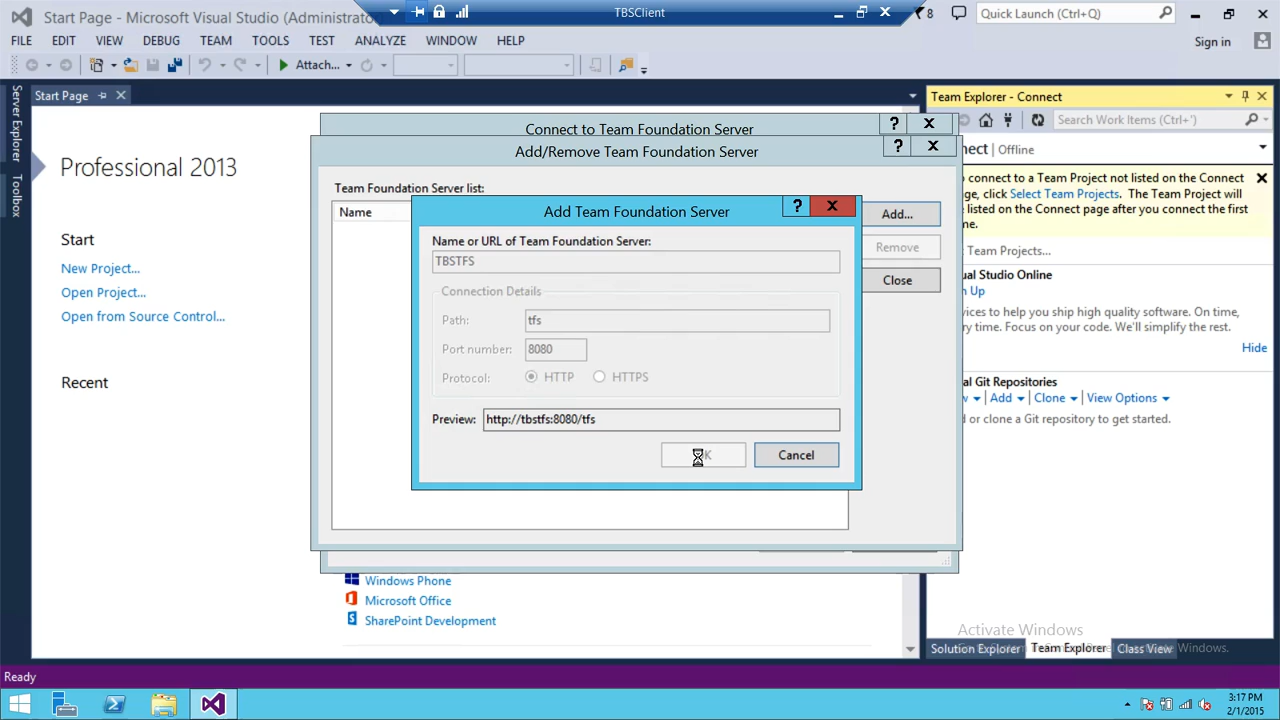 Start Page - Microsoft Visual Studio (Administrato
TBSClient
8
Quick Launch (Ctrl+Q)
FILE EDIT VIEW DEBUG TEAM TOOLS TEST ANALYZE WINDOW HELP
Sign in
Attach...
Server Explorer
Toolbox
Start Page
Professional 2013
Start
New Project...
Open Project...
Open from Source Control...
Recent
Windows Phone
Microsoft Office
SharePoint Development
Connect to Team Foundation Server
Add/Remove Team Foundation Server
Team Foundation Server list:
Name
Add...
Remove
Close
Add Team Foundation Server
Name or URL of Team Foundation Server:
TBSTFS
Connection Details
Path: tfs
Port number: 8080
Protocol: HTTP HTTPS
Preview: http://tbstfs:8080/tfs
Cancel
Team Explorer - Connect
Search Work Items (Ctrl+')
nect | Offline
o connect to a Team Project not listed on the Connect
age, click Select Team Projects. The Team Project will
e listed on the Connect page after you connect the first
me.
t Team Projects...
ual Studio Online
n Up
vices to help you ship high quality software. On time,
ery time. Focus on your code. We'll simplify the rest.
Hide
al Git Repositories
w Add Clone View Options
d or clone a Git repository to get started.
Activate Windows
Windows.
Solution Explorer Team Explorer Class View
Ready
3:17 PM
2/1/2015